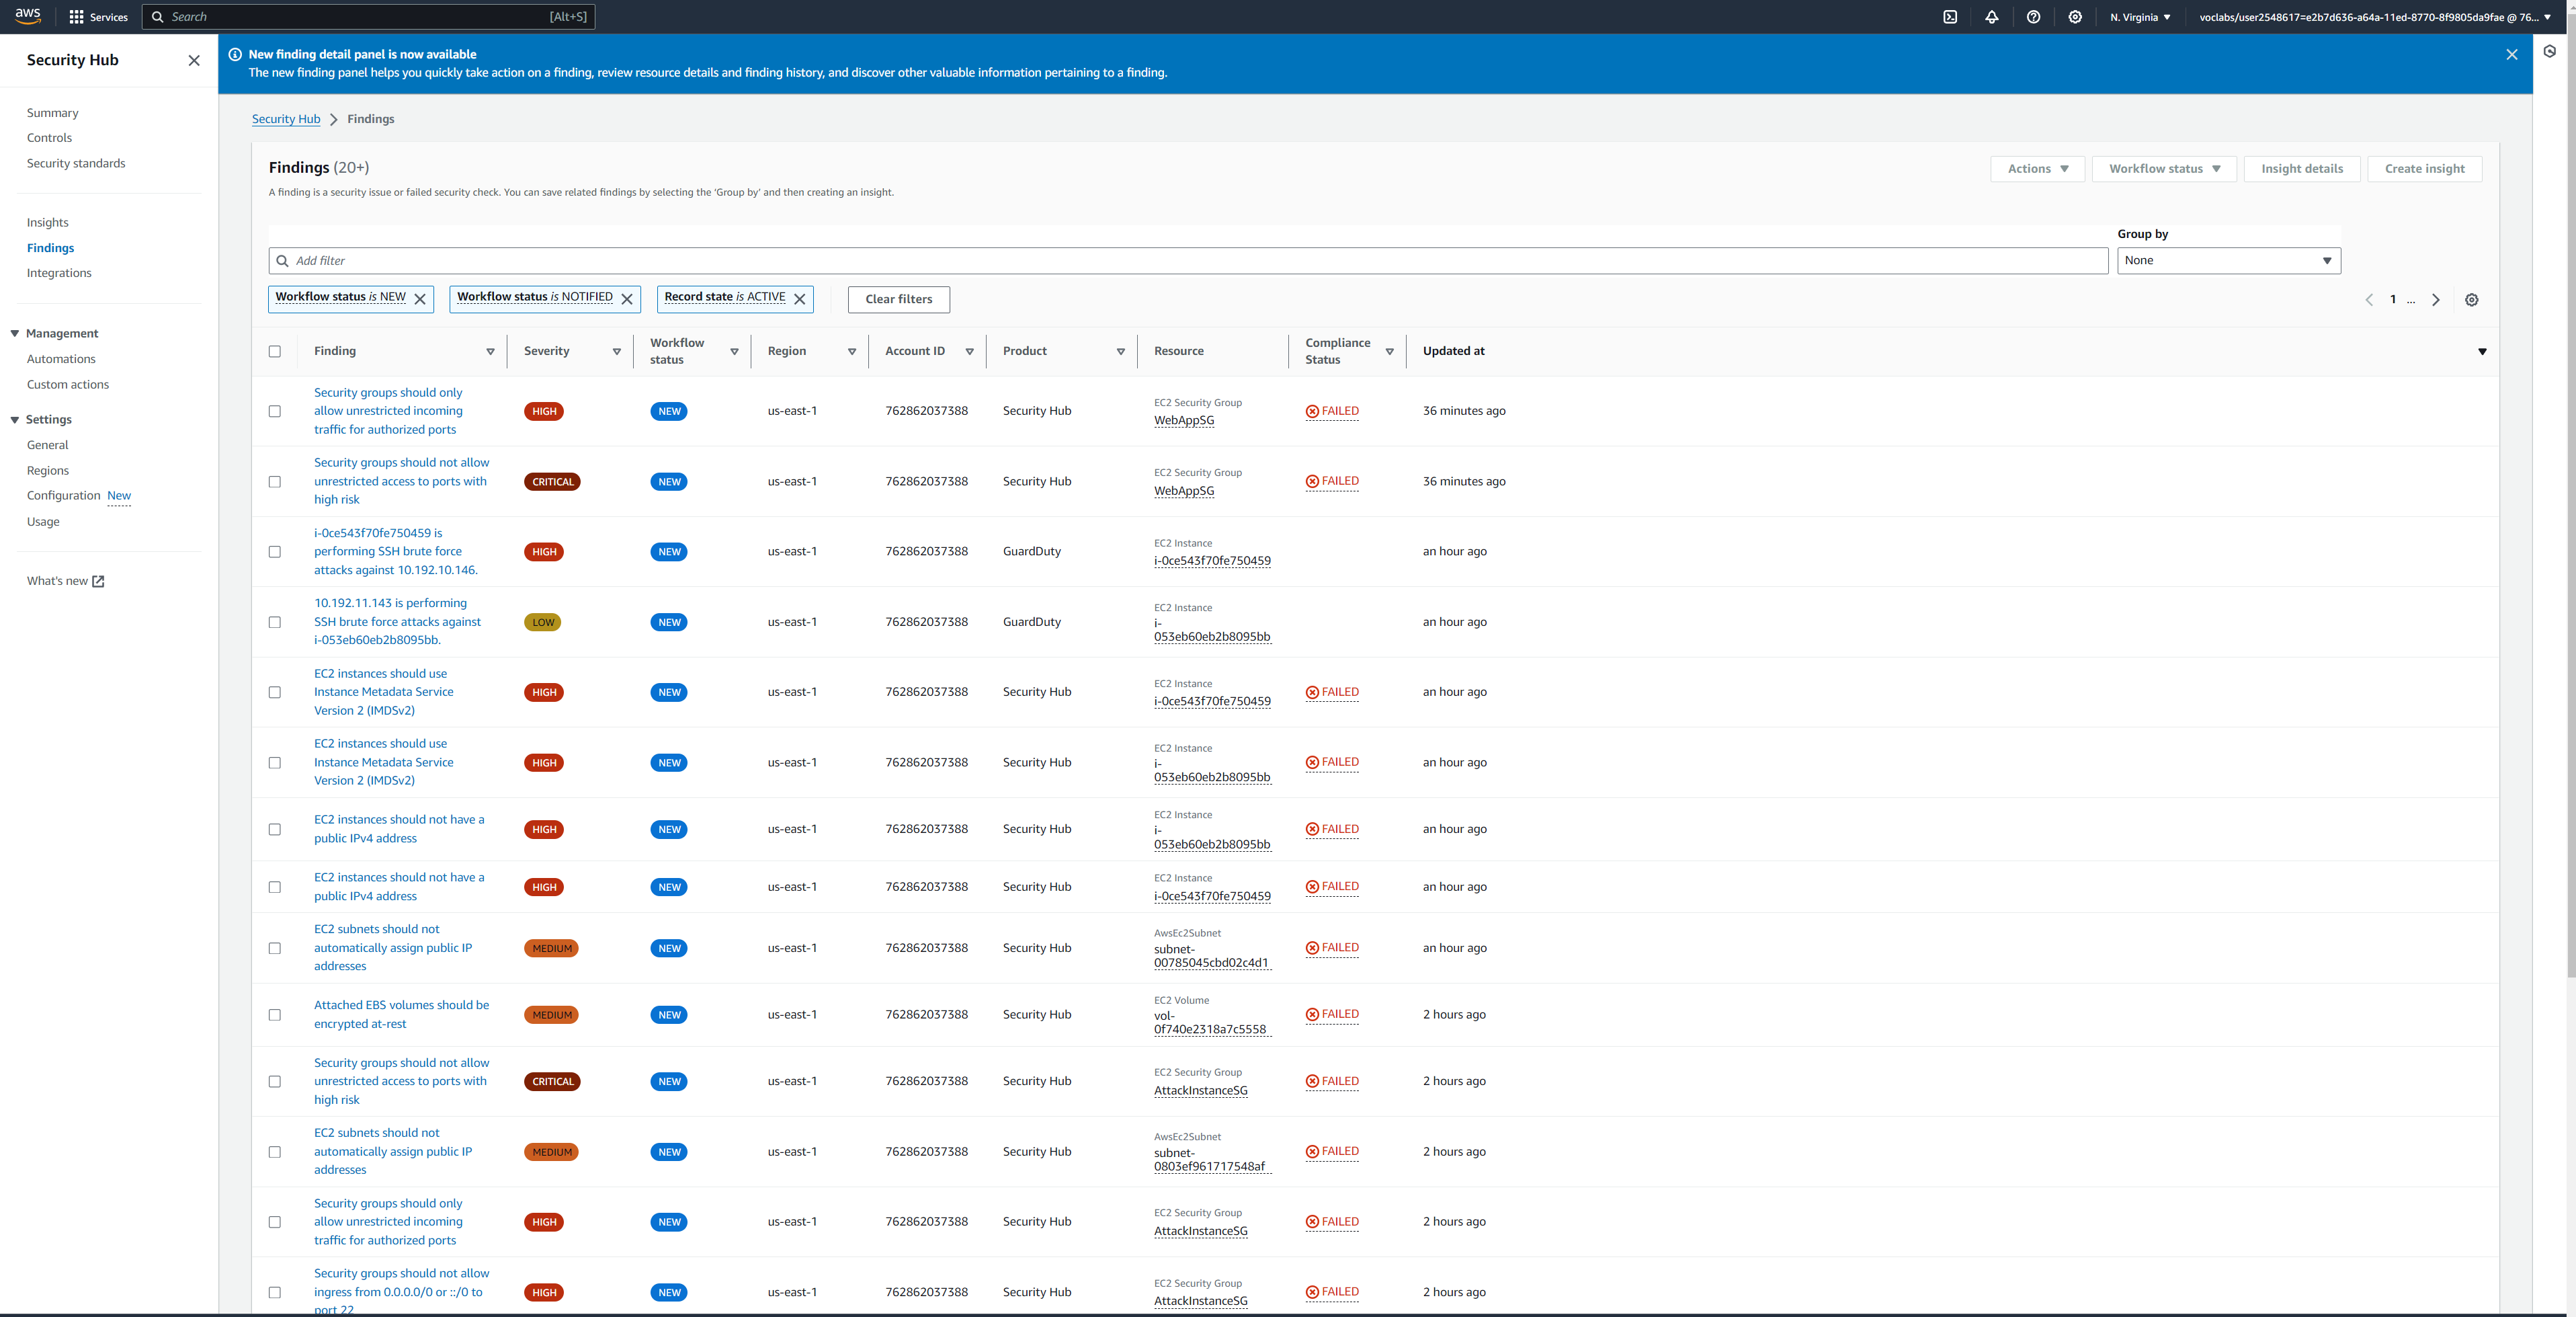 aws
Services
Search
[Alt+S]
N. Virginia
voclabs/user2548617=e2b7d636-a64a-11ed-8770-8f9805da9fae @ 76...
Security Hub
New finding detail panel is now available
The new finding panel helps you quickly take action on a finding, review resource details and finding history, and discover other valuable information pertaining to a finding.
Summary
Controls
Security standards
Insights
Findings
Integrations
Management
Automations
Custom actions
Settings
General
Regions
Configuration New
Usage
What's new
Security Hub > Findings
Findings (20+)
Actions
Workflow status
Insight details
Create insight
A finding is a security issue or failed security check. You can save related findings by selecting the 'Group by' and then creating an insight.
Group by
Add filter
None
Workflow status is NEW
Workflow status is NOTIFIED
Record state is ACTIVE
Clear filters
1 ...
Finding
Severity
Workflow
status
Region
Account ID
Product
Resource
Compliance
Status
Updated at
Security groups should only
allow unrestricted incoming
traffic for authorized ports
HIGH
NEW
us-east-1
762862037388
Security Hub
EC2 Security Group
WebAppSG
FAILED
36 minutes ago
Security groups should not allow
unrestricted access to ports with
high risk
CRITICAL
NEW
us-east-1
762862037388
Security Hub
EC2 Security Group
WebAppSG
FAILED
36 minutes ago
i-0ce543f70fe750459 is
performing SSH brute force
attacks against 10.192.10.146.
HIGH
NEW
us-east-1
762862037388
GuardDuty
EC2 Instance
i-0ce543f70fe750459
an hour ago
10.192.11.143 is performing
SSH brute force attacks against
i-053eb60eb2b8095bb.
LOW
NEW
us-east-1
762862037388
GuardDuty
EC2 Instance
i-
053eb60eb2b8095bb
an hour ago
EC2 instances should use
Instance Metadata Service
Version 2 (IMDSv2)
HIGH
NEW
us-east-1
762862037388
Security Hub
EC2 Instance
i-0ce543f70fe750459
FAILED
an hour ago
EC2 instances should use
Instance Metadata Service
Version 2 (IMDSv2)
HIGH
NEW
us-east-1
762862037388
Security Hub
EC2 Instance
i-
053eb60eb2b8095bb
FAILED
an hour ago
EC2 instances should not have a
public IPv4 address
HIGH
NEW
us-east-1
762862037388
Security Hub
EC2 Instance
i-
053eb60eb2b8095bb
FAILED
an hour ago
EC2 instances should not have a
public IPv4 address
HIGH
NEW
us-east-1
762862037388
Security Hub
EC2 Instance
i-0ce543f70fe750459
FAILED
an hour ago
EC2 subnets should not
automatically assign public IP
addresses
MEDIUM
NEW
us-east-1
762862037388
Security Hub
AwsEc2Subnet
subnet-
00785045cbd02c4d1
FAILED
an hour ago
Attached EBS volumes should be
encrypted at-rest
MEDIUM
NEW
us-east-1
762862037388
Security Hub
EC2 Volume
vol-
0f740e2318a7c5558
FAILED
2 hours ago
Security groups should not allow
unrestricted access to ports with
high risk
CRITICAL
NEW
us-east-1
762862037388
Security Hub
EC2 Security Group
AttackInstanceSG
FAILED
2 hours ago
EC2 subnets should not
automatically assign public IP
addresses
MEDIUM
NEW
us-east-1
762862037388
Security Hub
AwsEc2Subnet
subnet-
0803ef961717548af
FAILED
2 hours ago
Security groups should only
allow unrestricted incoming
traffic for authorized ports
HIGH
NEW
us-east-1
762862037388
Security Hub
EC2 Security Group
AttackInstanceSG
FAILED
2 hours ago
Security groups should not allow
ingress from 0.0.0.0/0 or ::/0 to
port 22
HIGH
NEW
us-east-1
762862037388
Security Hub
EC2 Security Group
AttackInstanceSG
FAILED
2 hours ago